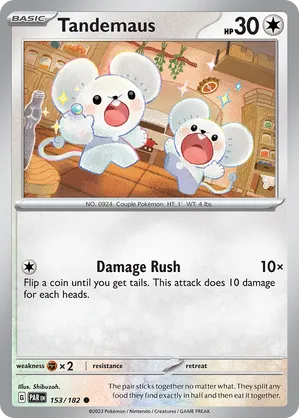 BASIC
Tandemaus
HP 30
NO. 0924 Couple Pokémon HT: 1' WT: 4 lbs.
Damage Rush 10×
Flip a coin until you get tails. This attack does 10 damage
for each heads.
weakness ×2 resistance retreat
Illus. Shibuzoh.
G PAR EN 153/182
The pair sticks together no matter what. They split any
food they find exactly in half and then eat it together.
©2023 Pokémon / Nintendo / Creatures / GAME FREAK